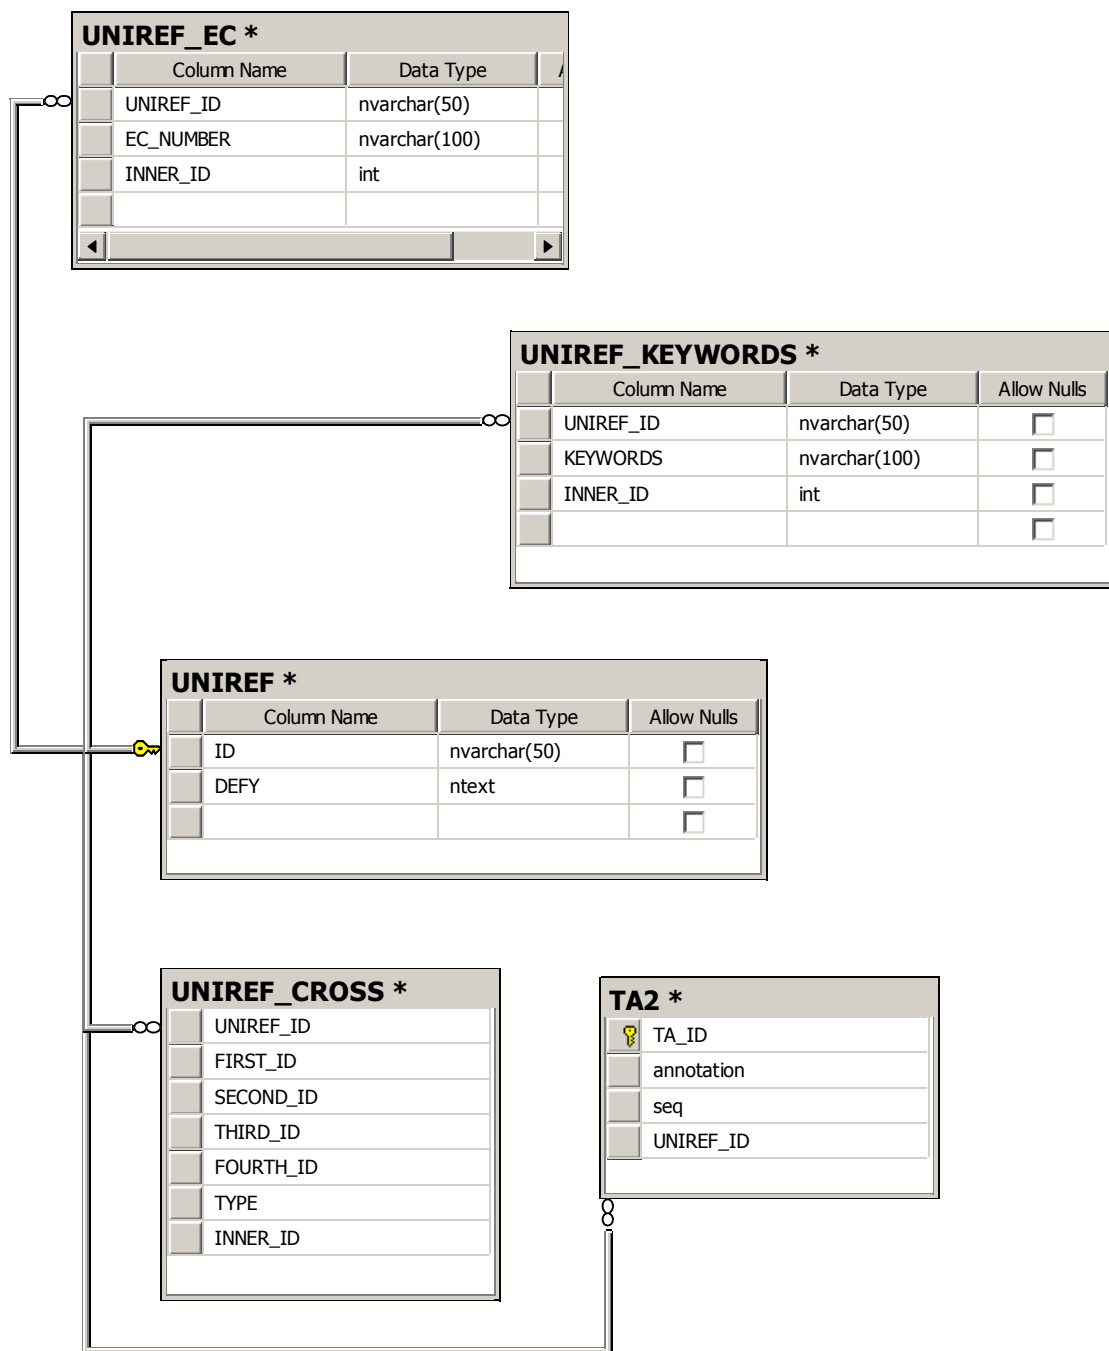 UNIREF_EC *
Column Name Data Type
UNIREF_ID nvarchar(50)
EC_NUMBER nvarchar(100)
INNER_ID int
UNIREF_KEYWORDS *
Column Name Data Type Allow Nulls
UNIREF_ID nvarchar(50)
KEYWORDS nvarchar(100)
INNER_ID int
UNIREF *
Column Name Data Type Allow Nulls
ID nvarchar(50)
DEFY ntext
UNIREF_CROSS *
UNIREF_ID
FIRST_ID
SECOND_ID
THIRD_ID
FOURTH_ID
TYPE
INNER_ID
TA2 *
TA_ID
annotation
seq
UNIREF_ID